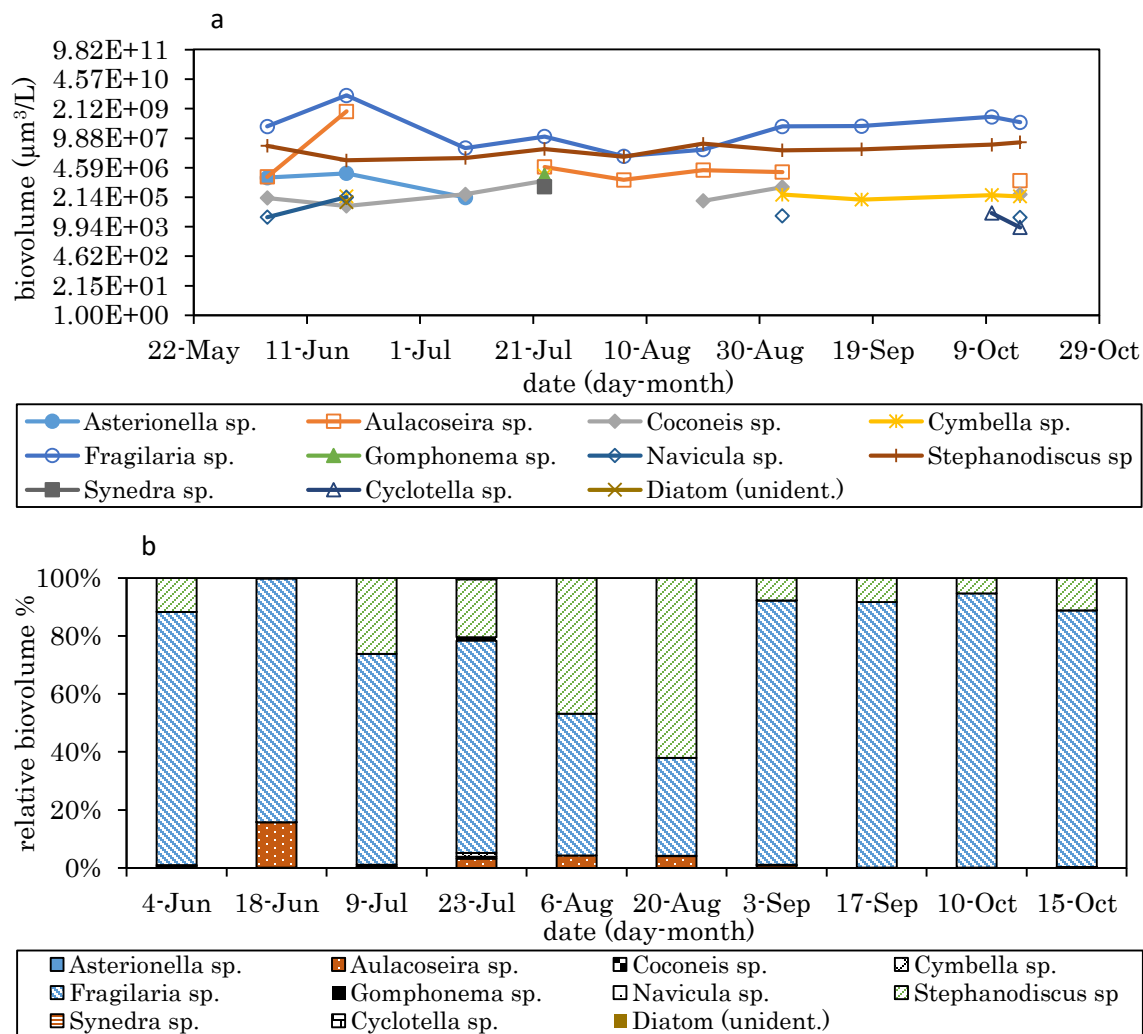 a
9.82E+11
4.57E+10
2.12E+09
9.88E+07
4.59E+06
2.14E+05
9.94E+03
4.62E+02
2.15E+01
1.00E+00
biovolume (µm³/L)
22-May 11-Jun 1-Jul 21-Jul 10-Aug 30-Aug 19-Sep 9-Oct 29-Oct
date (day-month)
Asterionella sp. Aulacoseira sp. Coconeis sp. Cymbella sp.
Fragilaria sp. Gomphonema sp. Navicula sp. Stephanodiscus sp
Synedra sp. Cyclotella sp. Diatom (unident.)
b
100%
80%
60%
40%
20%
0%
relative biovolume %
4-Jun 18-Jun 9-Jul 23-Jul 6-Aug 20-Aug 3-Sep 17-Sep 10-Oct 15-Oct
date (day-month)
Asterionella sp. Aulacoseira sp. Coconeis sp. Cymbella sp.
Fragilaria sp. Gomphonema sp. Navicula sp. Stephanodiscus sp
Synedra sp. Cyclotella sp. Diatom (unident.)